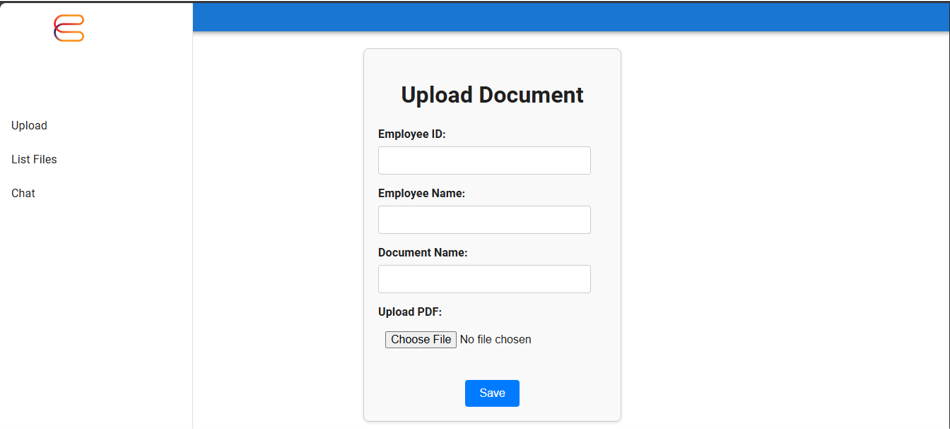 Upload
List Files
Chat
Upload Document
Employee ID:
Employee Name:
Document Name:
Upload PDF:
Choose File No file chosen
Save